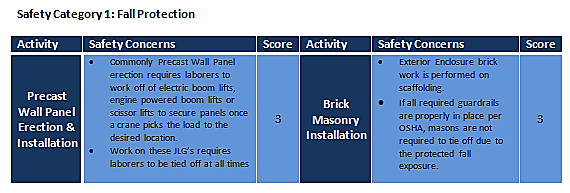 Safety Category 1: Fall Protection
Activity Safety Concerns Score Activity Safety Concerns Score
Precast
Wall Panel
Erection &
Installation
• Commonly Precast Wall Panel
erection requires laborers to
work off of electric boom lifts,
engine powered boom lifts or
scissor lifts to secure panels once
a crane picks the load to the
desired location.
• Work on these JLG's requires
laborers to be tied off at all times
3
Brick
Masonry
Installation
• Exterior Enclosure brick
work is performed on
scaffolding.
• If all required guardrails
are properly in place per
OSHA, masons are not
required to tie off due to
the protected fall
exposure.
3